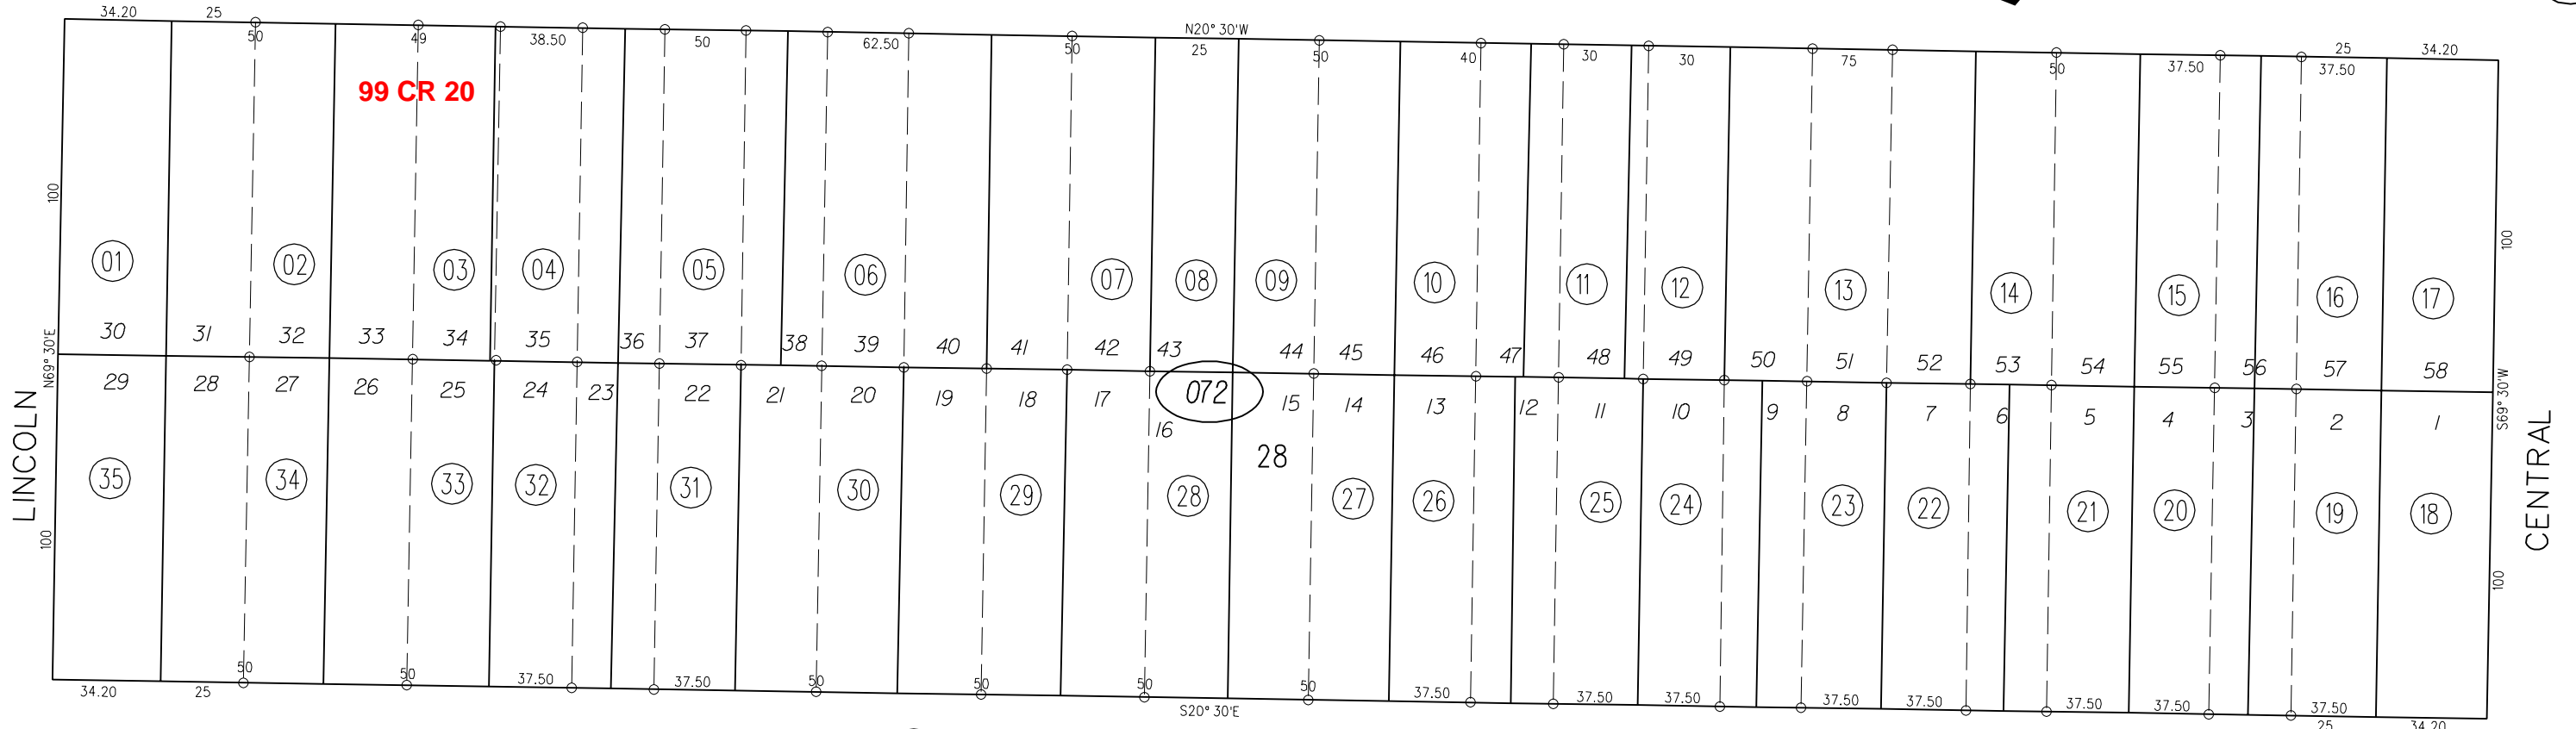 34.20 25 50 49 38.50 50 62.50 50 25 N20° 30'W 50 40 30 30 75 50 37.50 37.50 25 34.20
99 CR 20
100 100
01 02 03 04 05 06 07 08 09 10 11 12 13 14 15 16 17
30 31 32 33 34 35 36 37 38 39 40 41 42 43 44 45 46 47 48 49 50 51 52 53 54 55 56 57 58
N69° 30'E S69° 30'W
29 28 27 26 25 24 23 22 21 20 19 18 17 16 15 14 13 12 11 10 9 8 7 6 5 4 3 2 1
072
28
LINCOLN CENTRAL
35 34 33 32 31 30 29 28 27 26 25 24 23 22 21 20 19 18
100 100
34.20 25 50 50 37.50 37.50 50 50 50 50 37.50 37.50 37.50 37.50 37.50 37.50 37.50 37.50 25 34.20
S20° 30'E